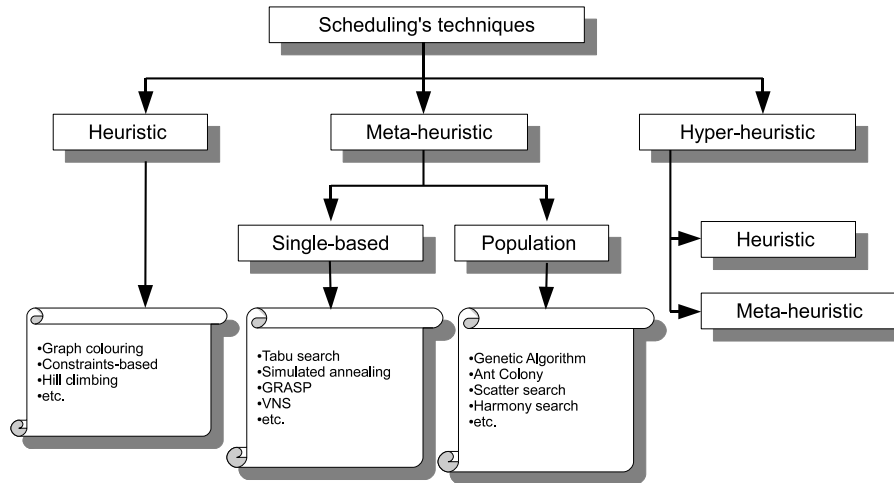 Scheduling's techniques
Heuristic
Meta-heuristic
Hyper-heuristic
Single-based
Population
Heuristic
Meta-heuristic
•Graph colouring
•Constraints-based
•Hill climbing
•etc.
•Tabu search
•Simulated annealing
•GRASP
•VNS
•etc.
•Genetic Algorithm
•Ant Colony
•Scatter search
•Harmony search
•etc.